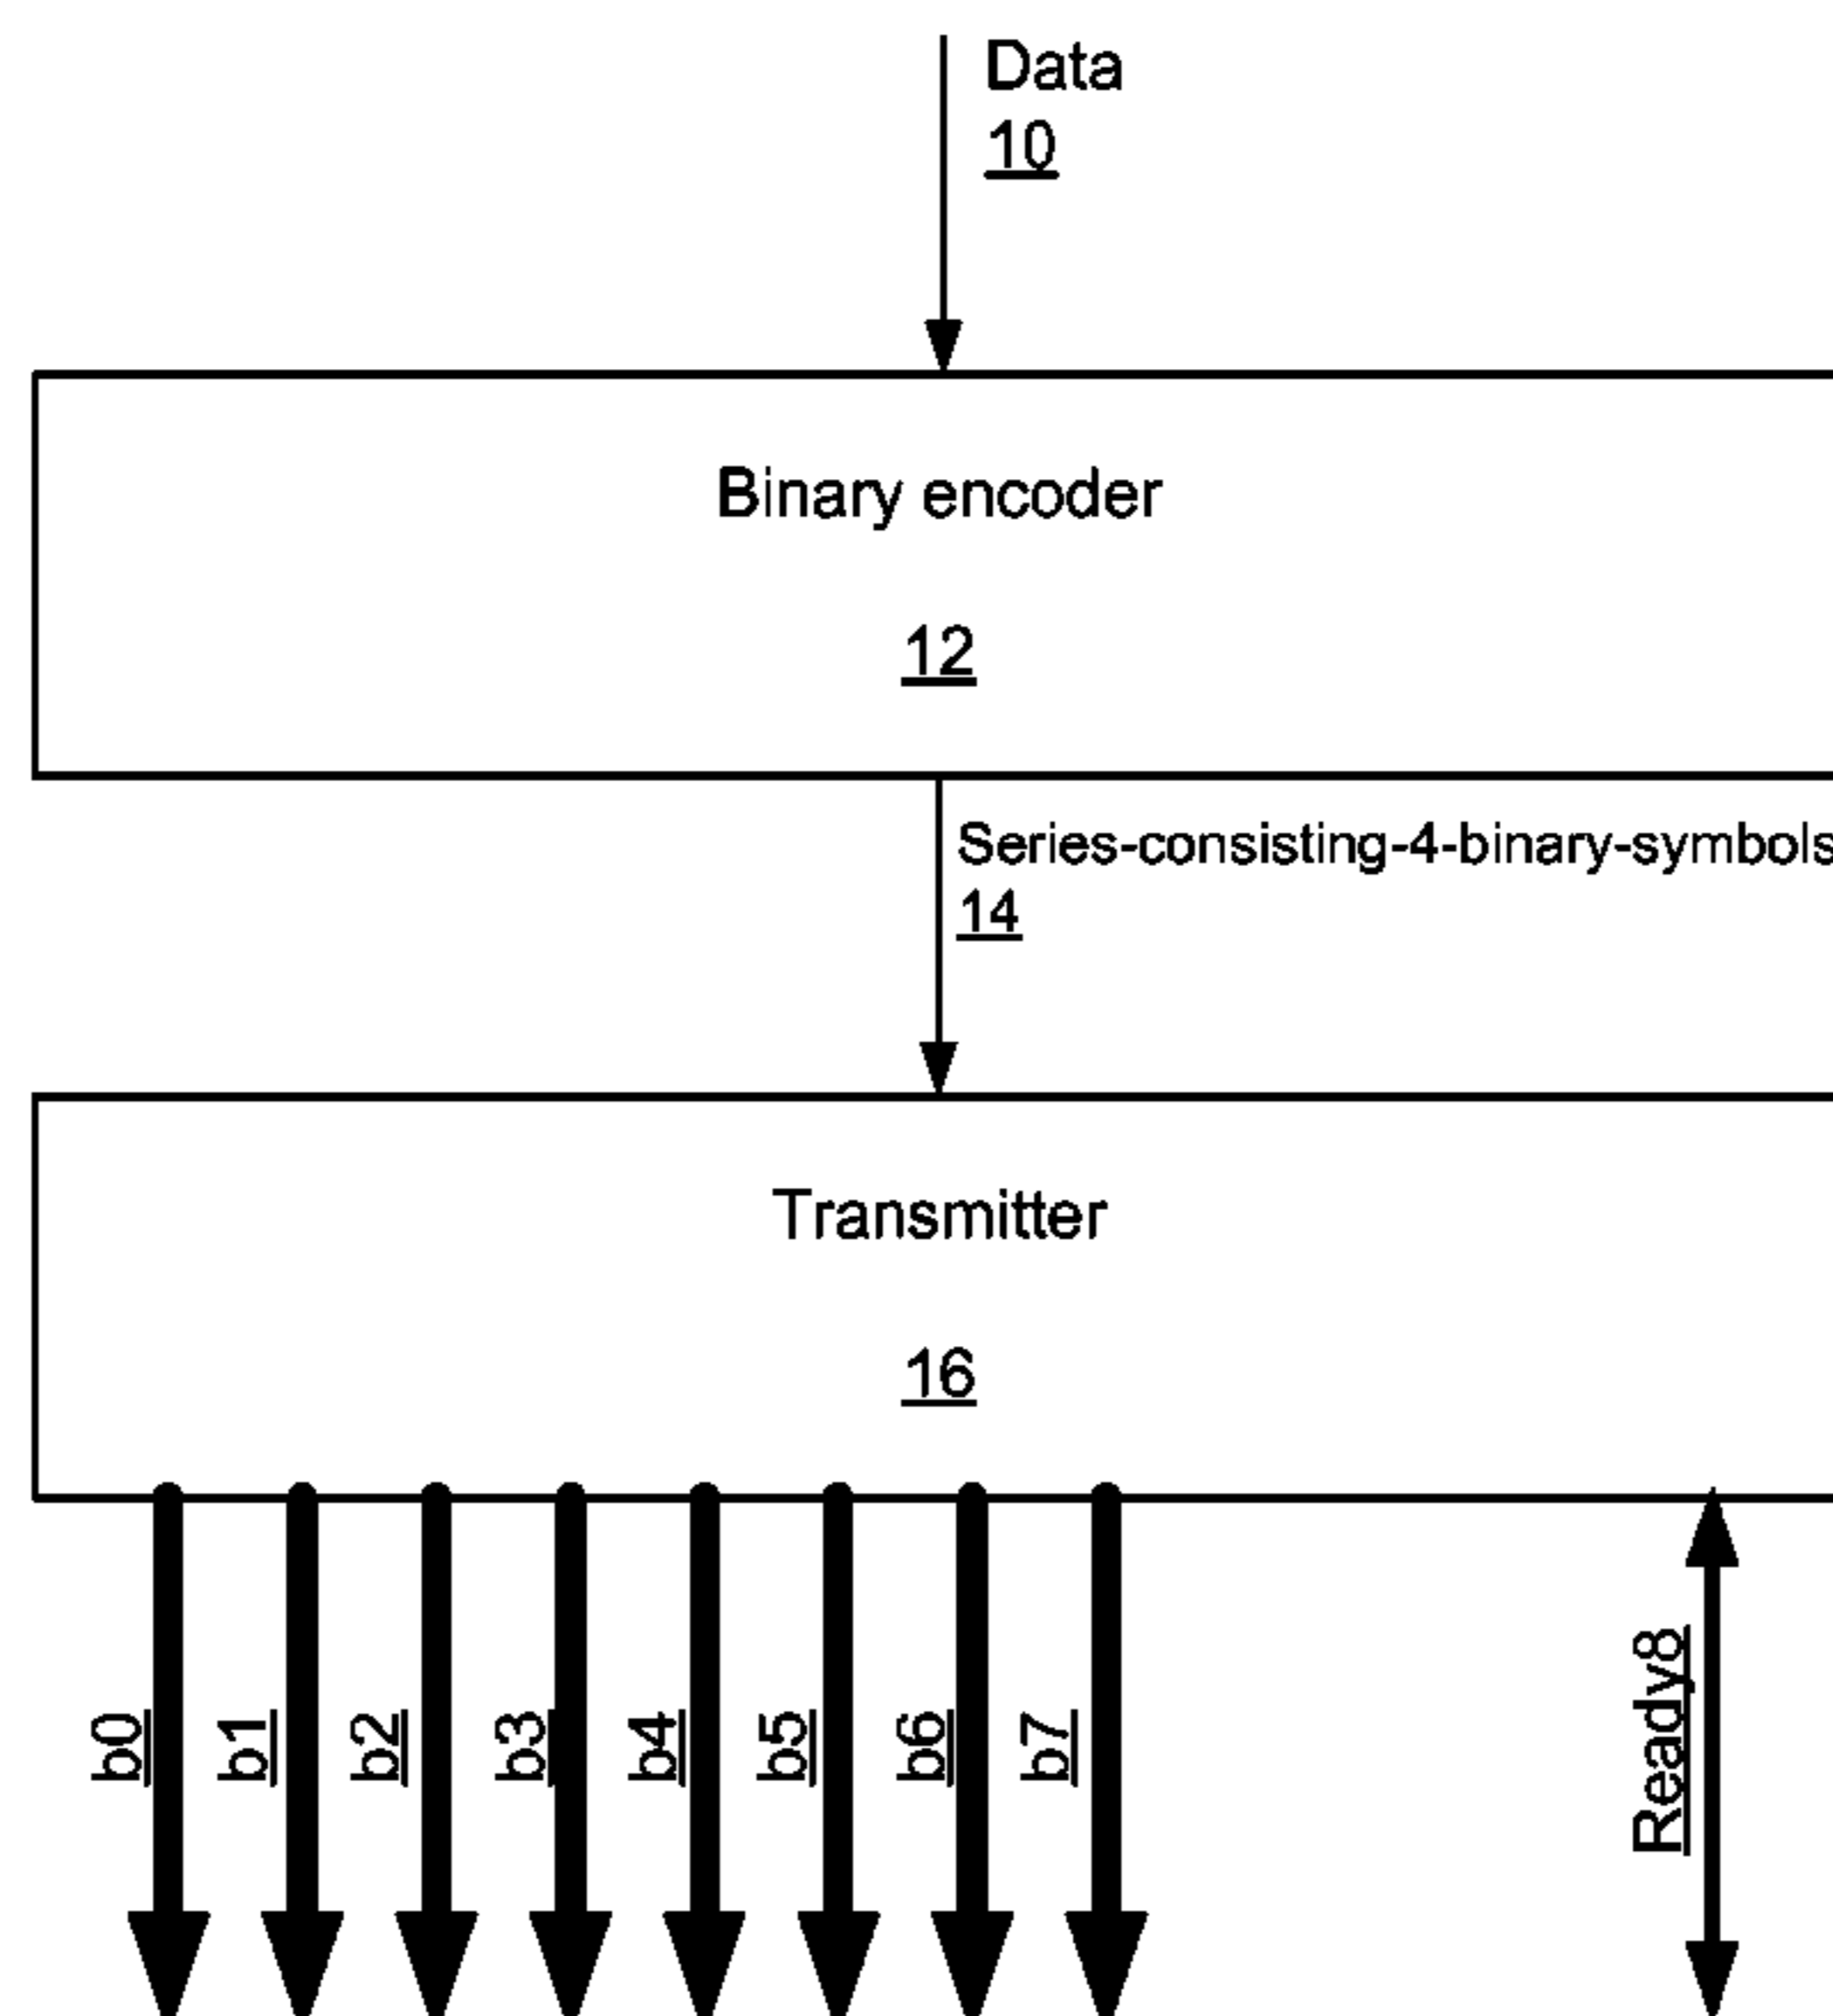 Data
10
Binary encoder
12
Series-consisting-4-binary-symbols
14
Transmitter
16
b0
b1
b2
b3
b4
b5
b6
b7
Ready8